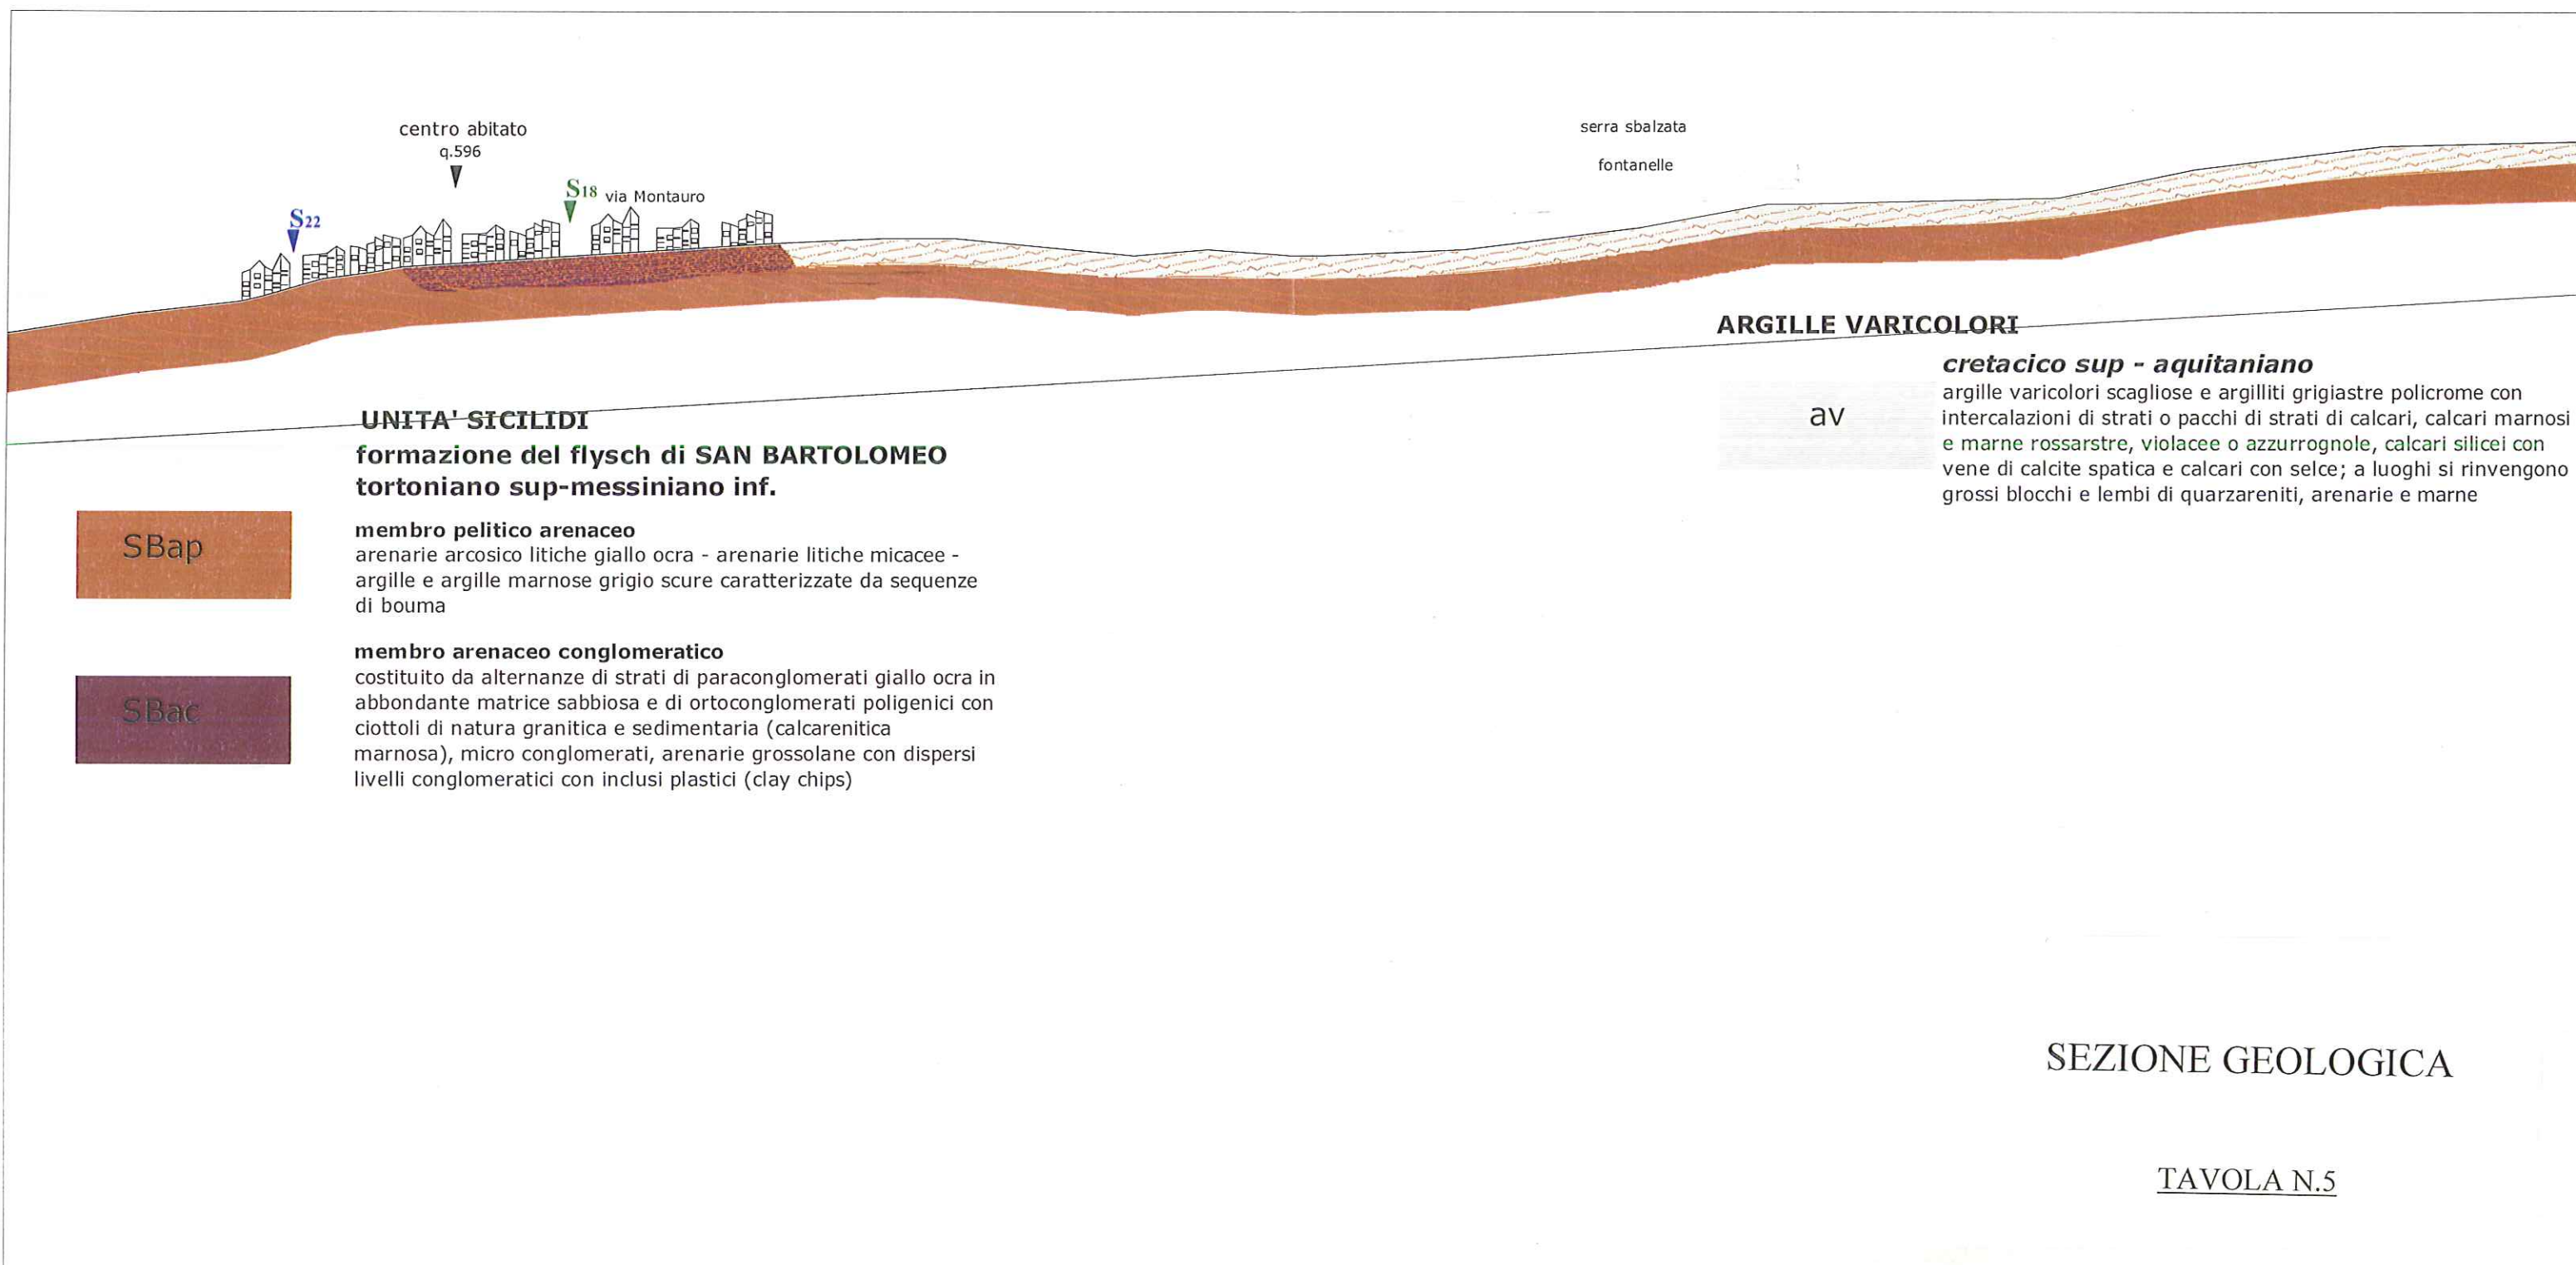 centro abitato
q.596
S22
S18 via Montauro
serra sbalzata
fontanelle
UNITA' SICILIDI
formazione del flysch di SAN BARTOLOMEO
tortoniano sup-messiniano inf.
SBap
membro pelitico arenaceo
arenarie arcosico litiche giallo ocra - arenarie litiche micacee -
argille e argille marnose grigio scure caratterizzate da sequenze
di bouma
SBac
membro arenaceo conglomeratico
costituito da alternanze di strati di paraconglomerati giallo ocra in
abbondante matrice sabbiosa e di ortoconglomerati poligenici con
ciottoli di natura granitica e sedimentaria (calcarenitica
marnosa), micro conglomerati, arenarie grossolane con dispersi
livelli conglomeratici con inclusi plastici (clay chips)
ARGILLE VARICOLORI
av
cretacico sup - aquitaniano
argille varicolori scagliose e argilliti grigiastre policrome con
intercalazioni di strati o pacchi di strati di calcari, calcari marnosi
e marne rossarstre, violacee o azzurrognole, calcari silicei con
vene di calcite spatica e calcari con selce; a luoghi si rinvengono
grossi blocchi e lembi di quarzareniti, arenarie e marne
SEZIONE GEOLOGICA
TAVOLA N.5